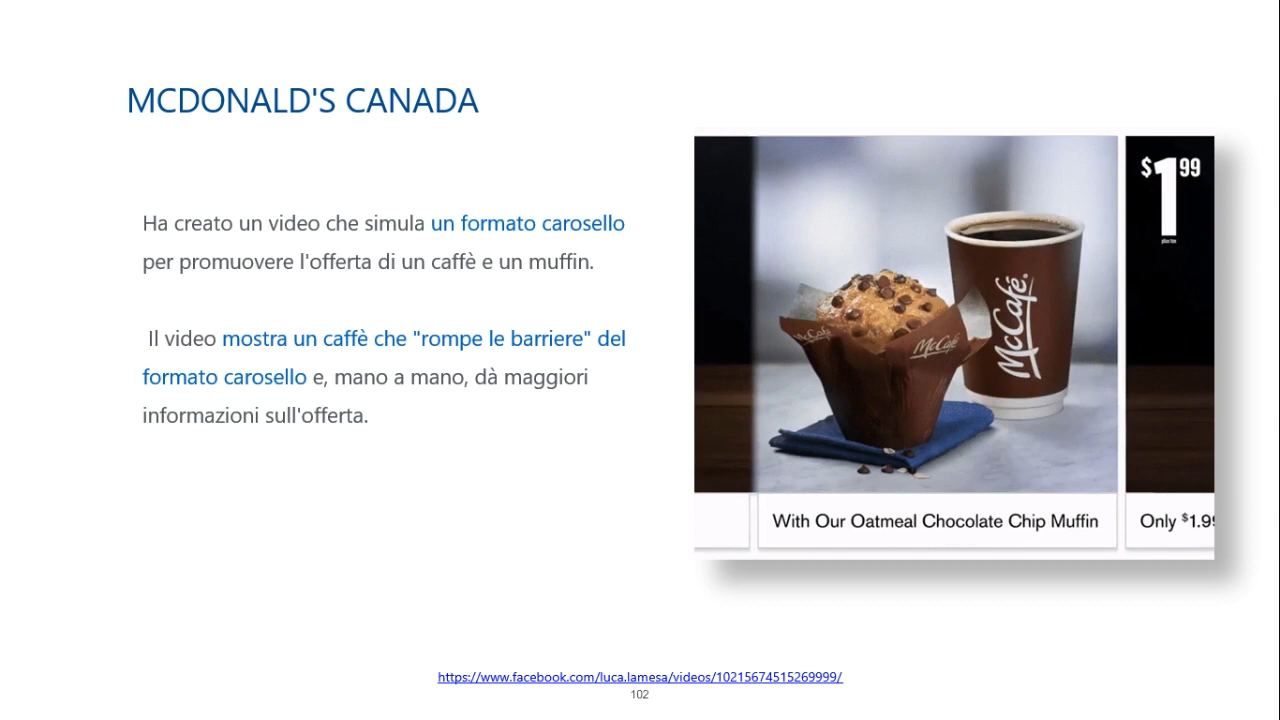 MCDONALD'S CANADA
Ha creato un video che simula un formato carosello
per promuovere l'offerta di un caffè e un muffin.
Il video mostra un caffè che "rompe le barriere" del
formato carosello e, mano a mano, dà maggiori
informazioni sull'offerta.
$1 99
McCafé
McCafé
McCafé
With Our Oatmeal Chocolate Chip Muffin
Only $1.99
https://www.facebook.com/luca.lamesa/videos/10215674515269999/
102